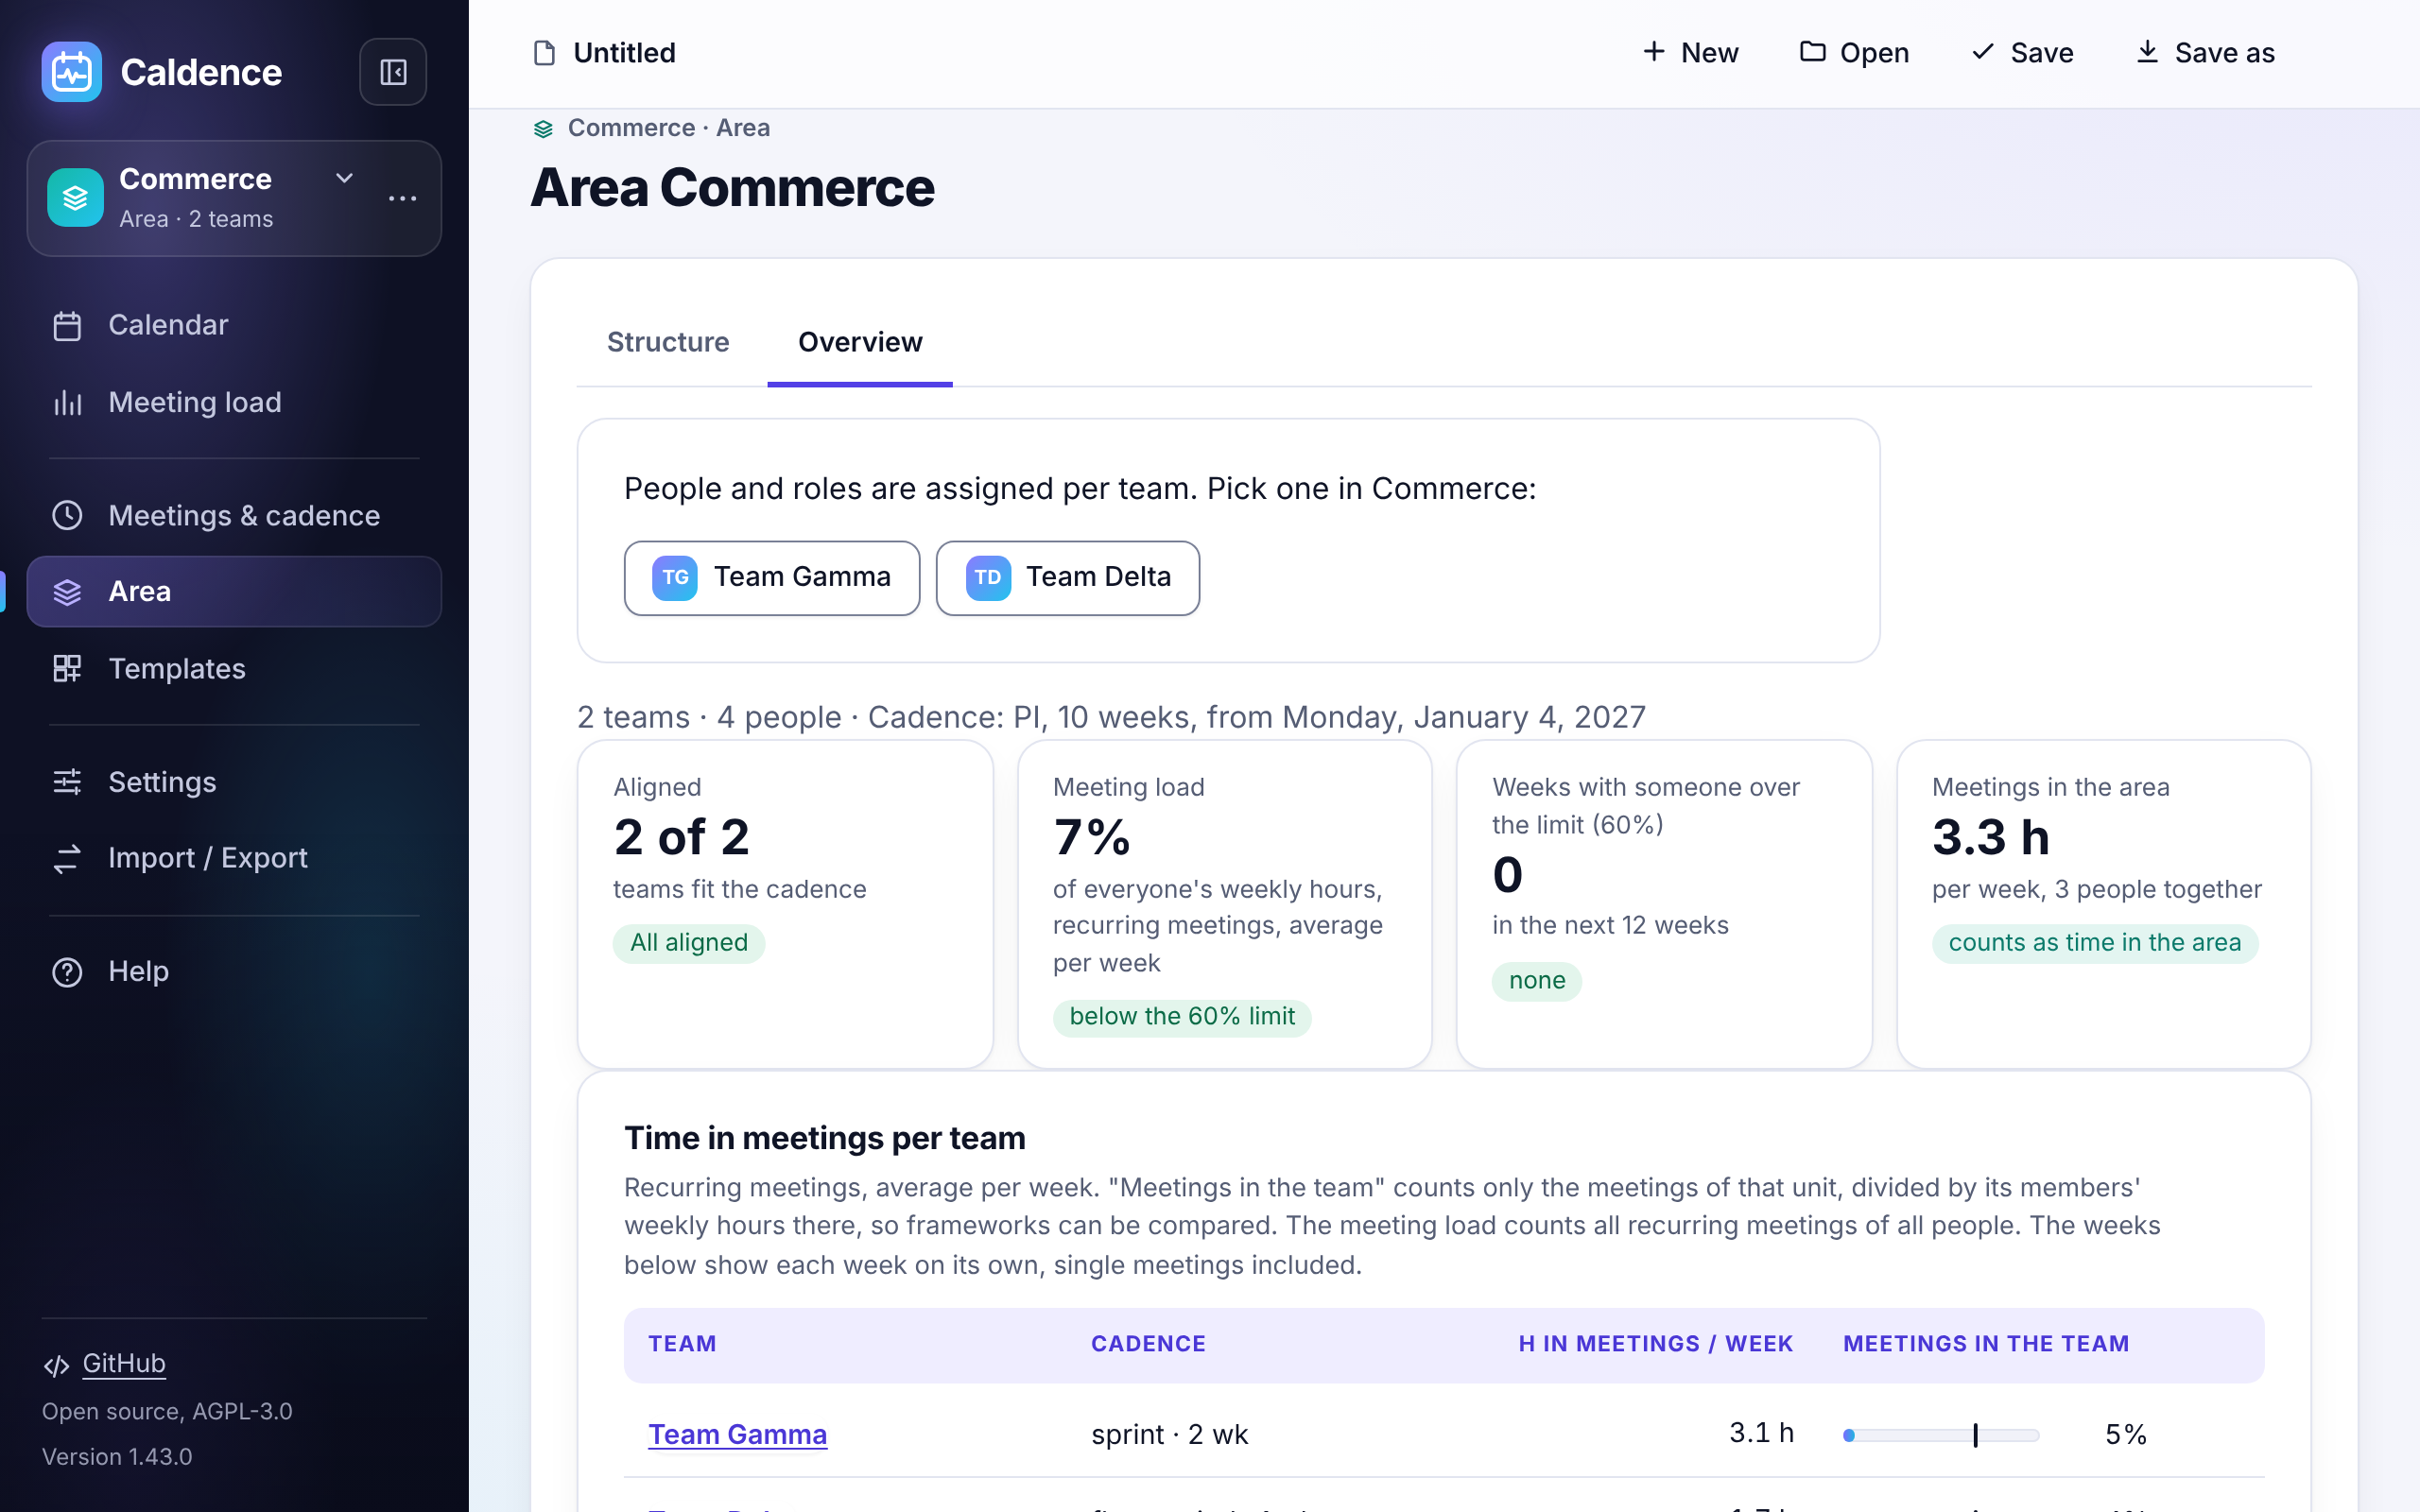 Caldence
Commerce
Area · 2 teams
Calendar
Meeting load
Meetings & cadence
Area
Templates
Settings
Import / Export
Help
GitHub
Open source, AGPL-3.0
Version 1.43.0
Untitled
New
Open
Save
Save as
Commerce · Area
Area Commerce
Structure
Overview
People and roles are assigned per team. Pick one in Commerce:
TG Team Gamma
TD Team Delta
2 teams · 4 people · Cadence: PI, 10 weeks, from Monday, January 4, 2027
Aligned
2 of 2
teams fit the cadence
All aligned
Meeting load
7%
of everyone's weekly hours,
recurring meetings, average
per week
below the 60% limit
Weeks with someone over
the limit (60%)
0
in the next 12 weeks
none
Meetings in the area
3.3 h
per week, 3 people together
counts as time in the area
Time in meetings per team
Recurring meetings, average per week. "Meetings in the team" counts only the meetings of that unit, divided by its members'
weekly hours there, so frameworks can be compared. The meeting load counts all recurring meetings of all people. The weeks
below show each week on its own, single meetings included.
TEAM CADENCE H IN MEETINGS / WEEK MEETINGS IN THE TEAM
Team Gamma sprint · 2 wk 3.1 h 5%